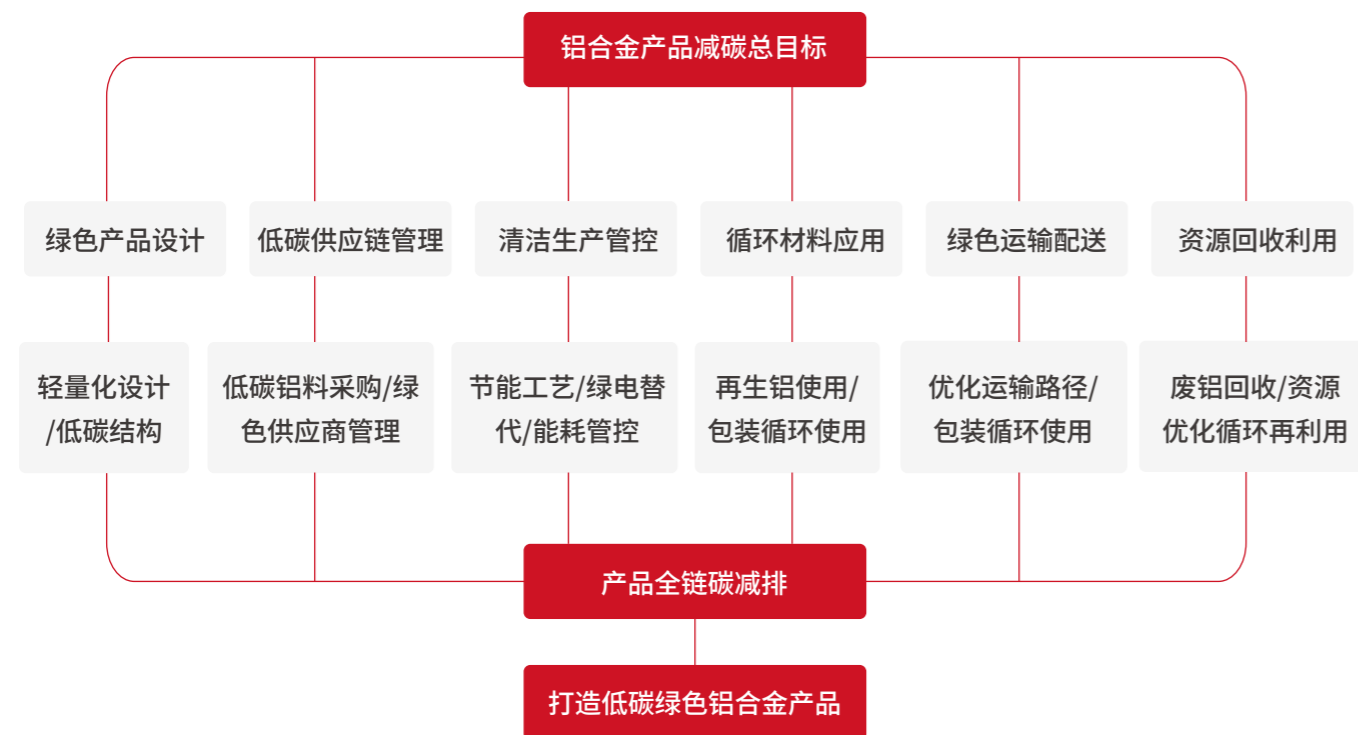 铝合金产品减碳总目标
绿色产品设计
低碳供应链管理
清洁生产管控
循环材料应用
绿色运输配送
资源回收利用
轻量化设计
/低碳结构
低碳铝料采购/绿
色供应商管理
节能工艺/绿电替
代/能耗管控
再生铝使用/
包装循环使用
优化运输路径/
包装循环使用
废铝回收/资源
优化循环再利用
产品全链碳减排
打造低碳绿色铝合金产品